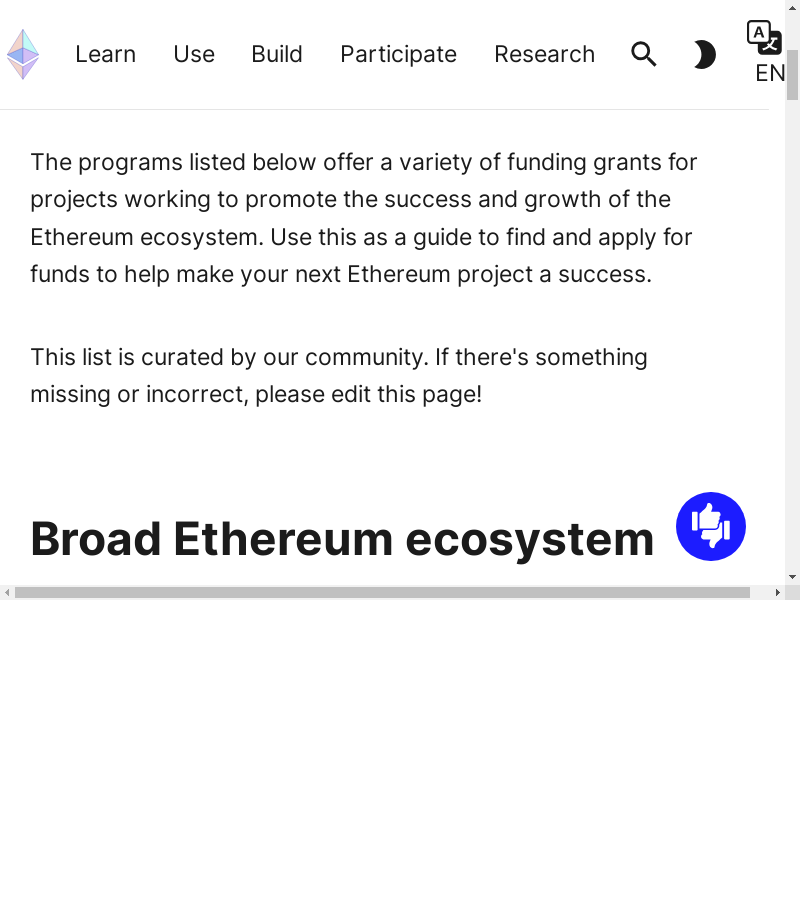 Learn Use Build Participate Research
A
文
EN
The programs listed below offer a variety of funding grants for
projects working to promote the success and growth of the
Ethereum ecosystem. Use this as a guide to find and apply for
funds to help make your next Ethereum project a success.
This list is curated by our community. If there's something
missing or incorrect, please edit this page!
Broad Ethereum ecosystem